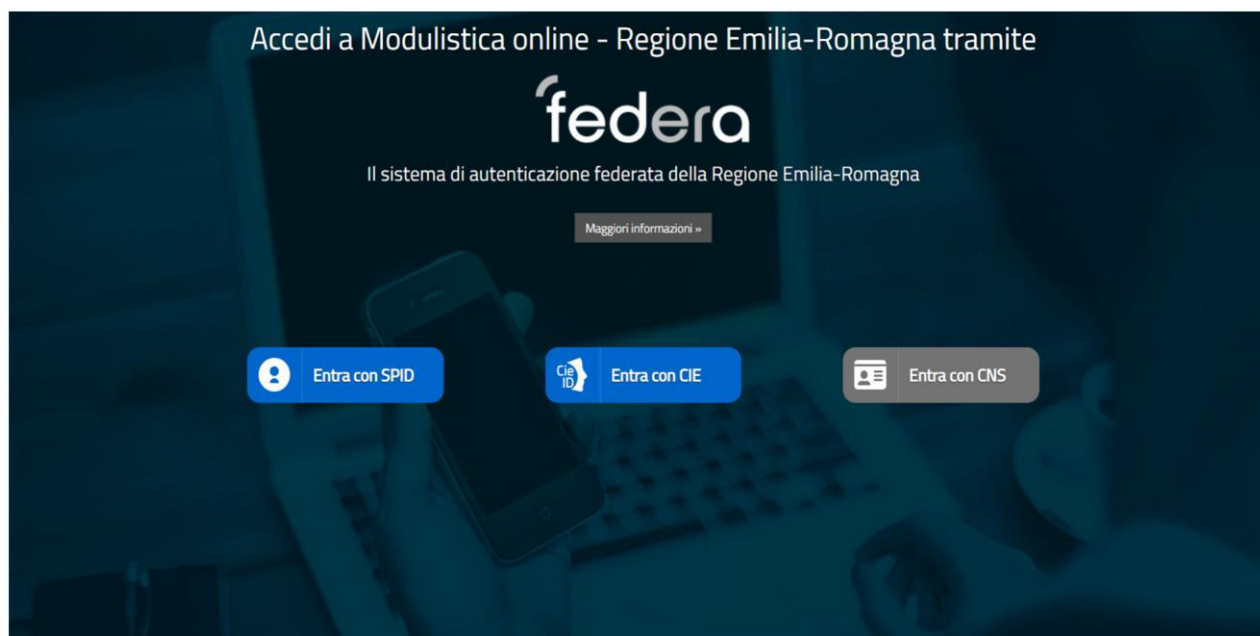 Accedi a Modulistica online - Regione Emilia-Romagna tramite
federa
Il sistema di autenticazione federata della Regione Emilia-Romagna
Maggiori informazioni »
Entra con SPID
Cie ID
Entra con CIE
Entra con CNS